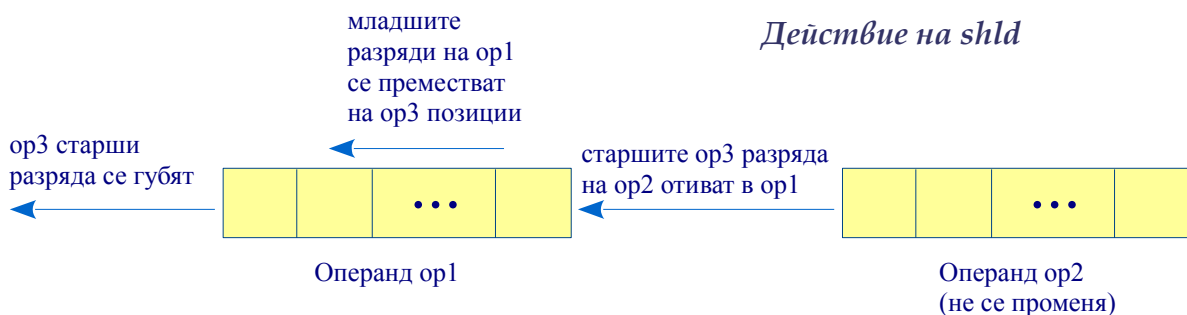 Действие на shld
младшите
разряди на op1
се преместват
на op3 позиции
op3 старши
разряда се губят
старшите op3 разряда
на op2 отиват в op1
• • •
• • •
Операнд op1
Операнд op2
(не се променя)